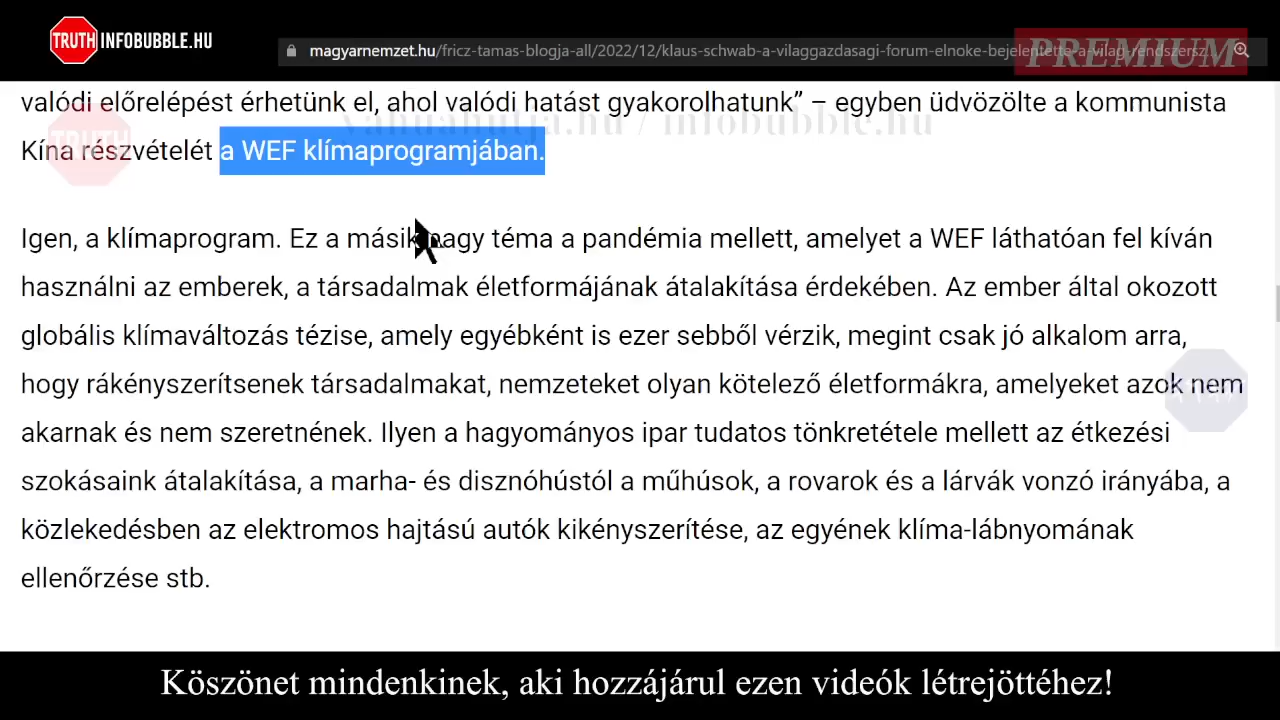 TRUTH INFOBUBBLE.HU
magyarnemzet.hu/fricz-tamas-blogja-all/2022/12/klaus-schwab-a-vilaggazdasagi-forum-elnoke-bejelentette-a-vilag-rendszersz...
PREMIUM
vahuahutja.hu / infobubble.hu
valódi előrelépést érhetünk el, ahol valódi hatást gyakorolhatunk” – egyben üdvözölte a kommunista
TRUTH
Kína részvételét a WEF klímaprogramjában.
Igen, a klímaprogram. Ez a másik nagy téma a pandémia mellett, amelyet a WEF láthatóan fel kíván
használni az emberek, a társadalmak életformájának átalakítása érdekében. Az ember által okozott
globális klímaváltozás tézise, amely egyébként is ezer sebből vérzik, megint csak jó alkalom arra,
hogy rákényszerítsenek társadalmakat, nemzeteket olyan kötelező életformákra, amelyeket azok nem
akarnak és nem szeretnének. Ilyen a hagyományos ipar tudatos tönkretétele mellett az étkezési
szokásaink átalakítása, a marha- és disznóhústól a műhúsok, a rovarok és a lárvák vonzó irányába, a
közlekedésben az elektromos hajtású autók kikényszerítése, az egyének klíma-lábnyomának
ellenőrzése stb.
Köszönet mindenkinek, aki hozzájárul ezen videók létrejöttéhez!